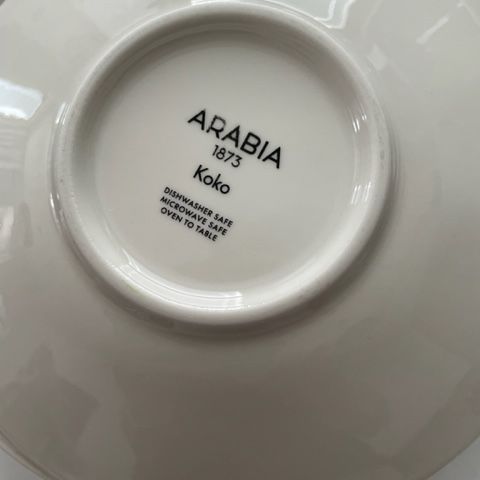 ARABIA
1873
Koko
DISHWASHER SAFE
MICROWAVE SAFE
OVEN TO TABLE